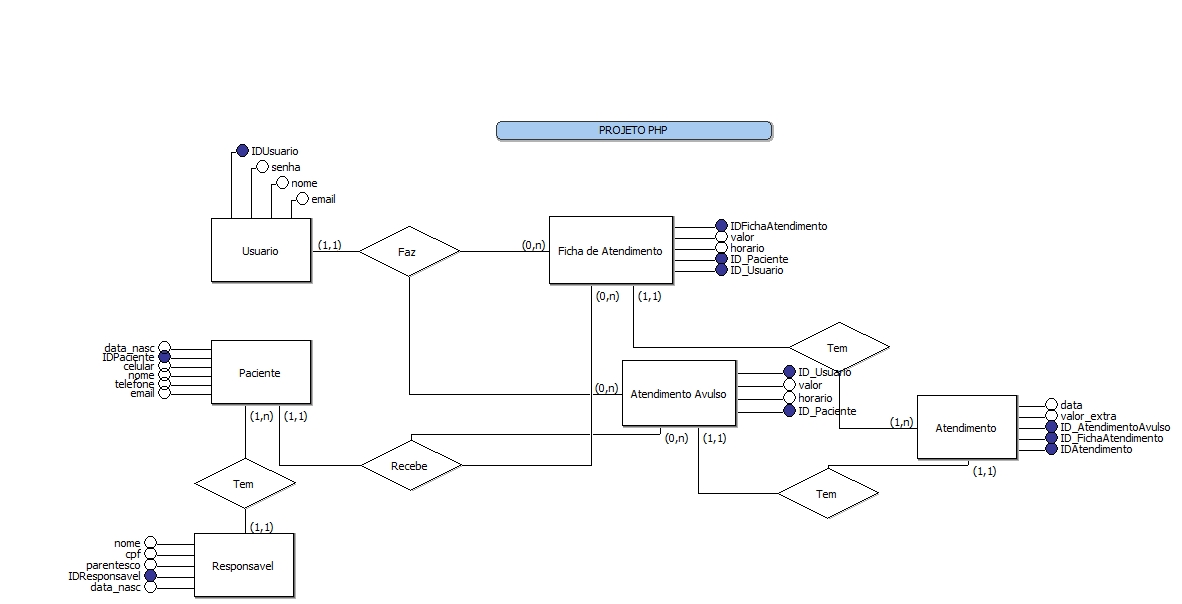 PROJETO PHP
IDUsuario
senha
nome
email
Usuario
(1,1)
Faz
(0,n)
Ficha de Atendimento
IDFichaAtendimento
valor
horario
ID_Paciente
ID_Usuario
(0,n)
(1,1)
Tem
data_nasc
IDPaciente
celular
nome
telefone
email
Paciente
(1,n)
(1,1)
(0,n)
Atendimento Avulso
ID_Usuario
valor
horario
ID_Paciente
(0,n)
(1,1)
(1,n)
Atendimento
data
valor_extra
ID_AtendimentoAvulso
ID_FichaAtendimento
IDAtendimento
(1,1)
Recebe
Tem
Tem
(1,1)
nome
cpf
parentesco
IDResponsavel
data_nasc
Responsavel